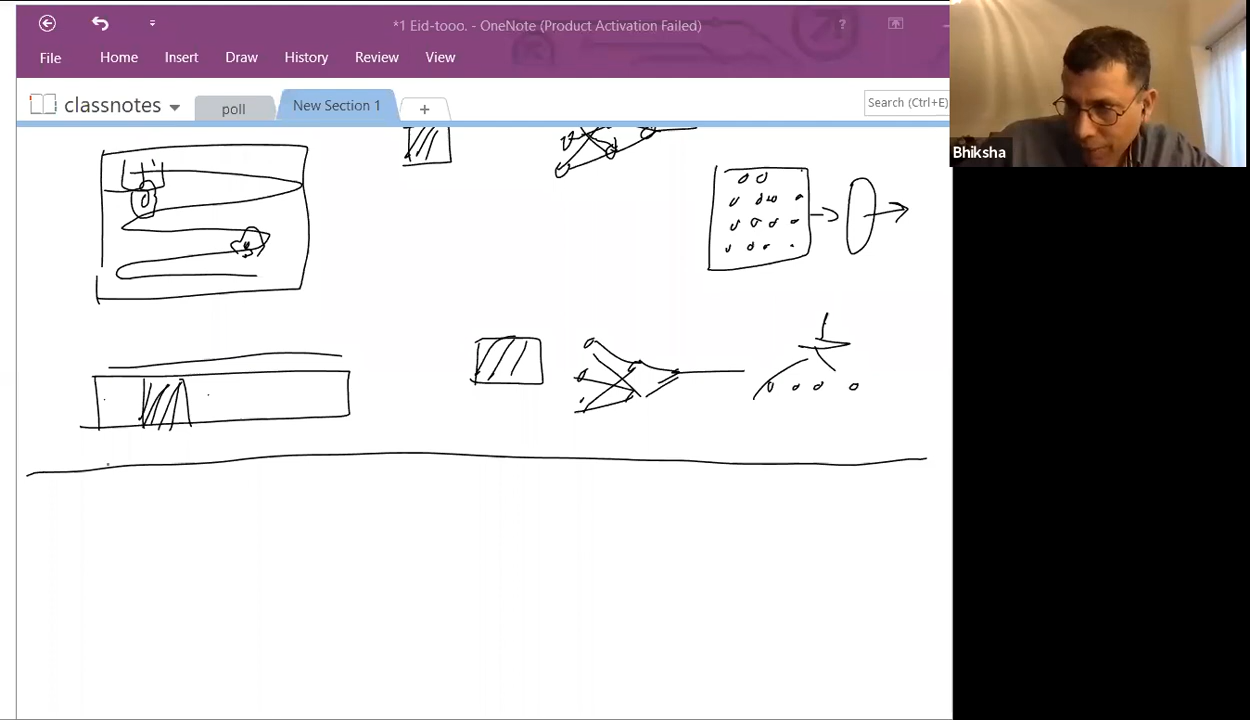 *1 Eid-tooo. - OneNote (Product Activation Failed)
?
File Home Insert Draw History Review View
classnotes poll New Section 1 +
Search (Ctrl+E)
Bhiksha